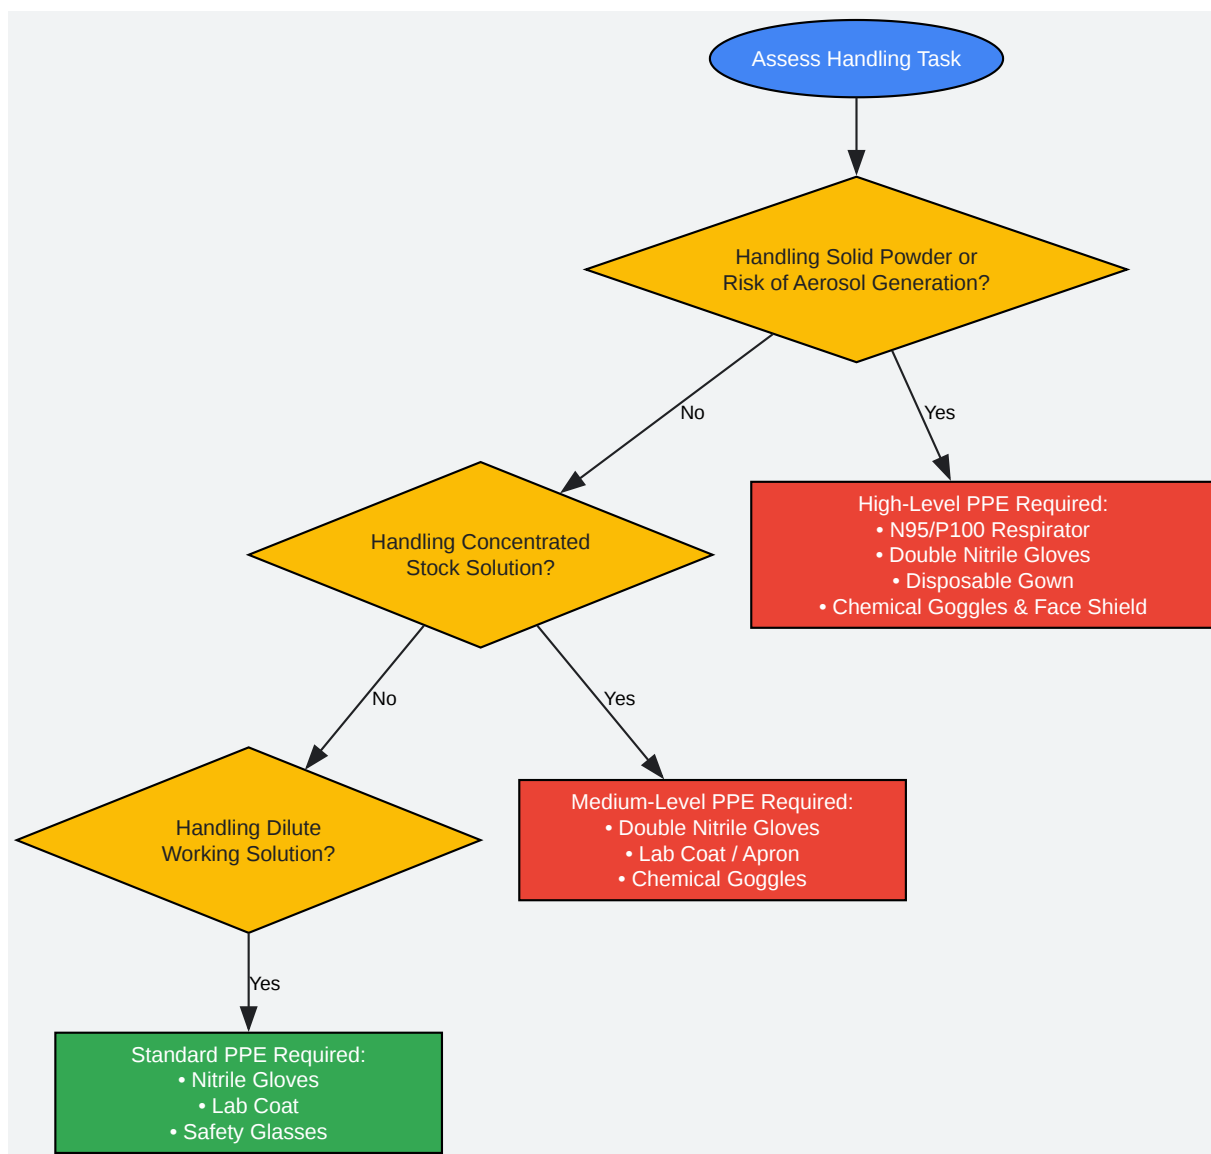 Assess Handling Task
Handling Solid Powder or
Risk of Aerosol Generation?
No
Yes
High-Level PPE Required:
• N95/P100 Respirator
• Double Nitrile Gloves
• Disposable Gown
• Chemical Goggles & Face Shield
Handling Concentrated
Stock Solution?
No
Yes
Medium-Level PPE Required:
• Double Nitrile Gloves
• Lab Coat / Apron
• Chemical Goggles
Handling Dilute
Working Solution?
Yes
Standard PPE Required:
• Nitrile Gloves
• Lab Coat
• Safety Glasses